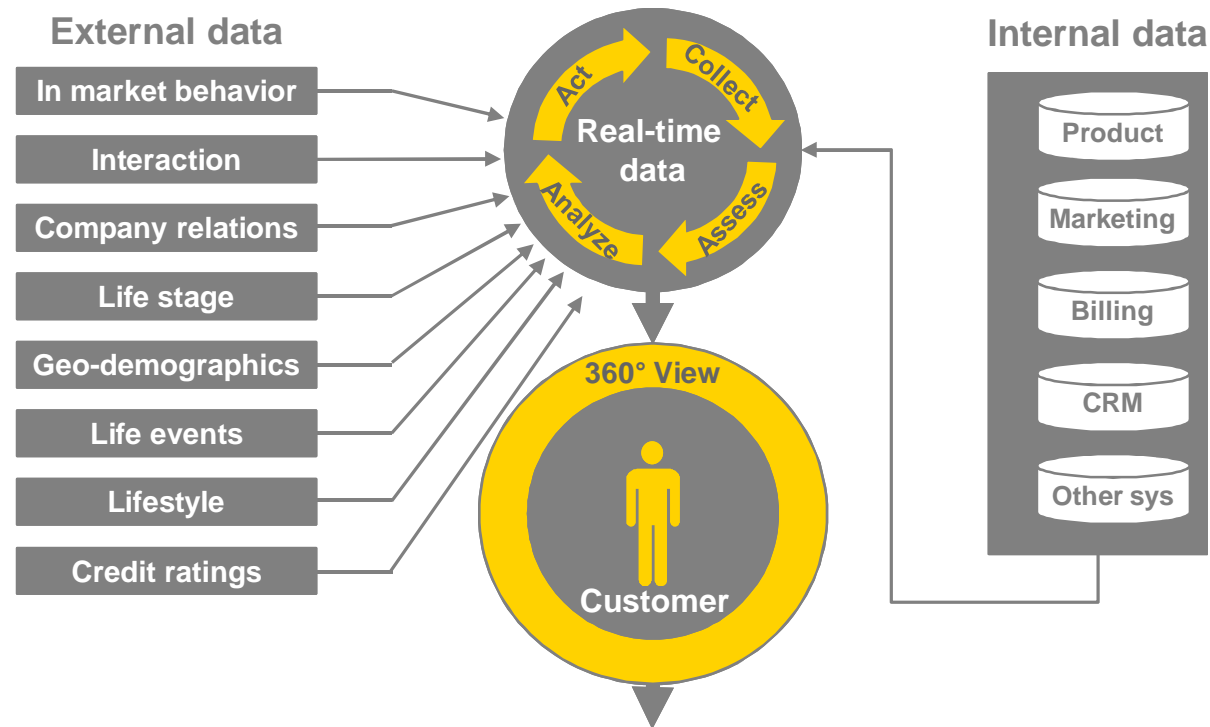 External data
In market behavior
Interaction
Company relations
Life stage
Geo-demographics
Life events
Lifestyle
Credit ratings
Act
Collect
Real-time
data
Analyze
Assess
360° View
Customer
Internal data
Product
Marketing
Billing
CRM
Other sys